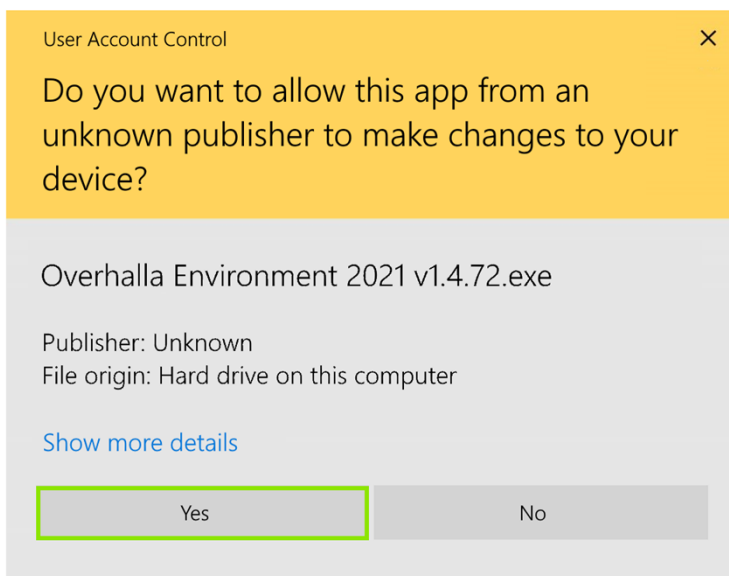 User Account Control
Do you want to allow this app from an
unknown publisher to make changes to your
device?
Overhalla Environment 2021 v1.4.72.exe
Publisher: Unknown
File origin: Hard drive on this computer
Show more details
Yes
No